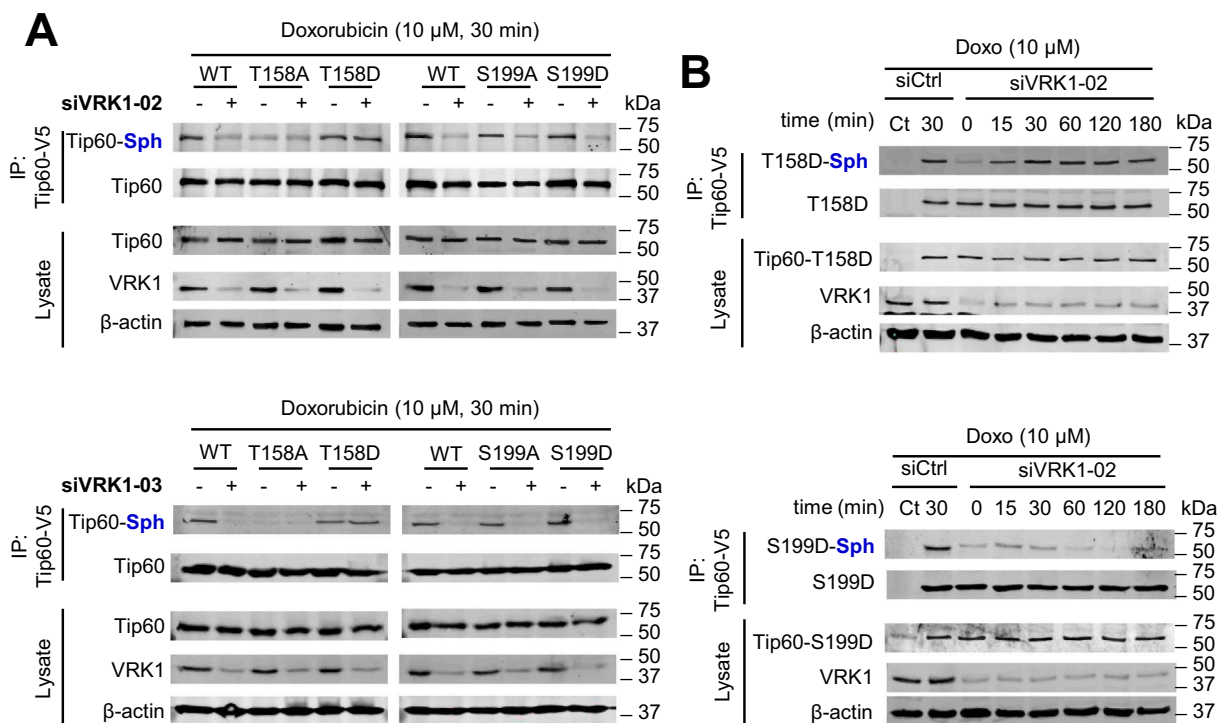 A
Doxorubicin (10 µM, 30 min)
WT T158A T158D WT S199A S199D
siVRK1-02 - + - + - + - + - + - + kDa
IP: Tip60-V5
Tip60-Sph 75 50
Tip60 75 50
Lysate
Tip60 75 50
VRK1 50 37
β-actin 37
Doxorubicin (10 µM, 30 min)
WT T158A T158D WT S199A S199D
siVRK1-03 - + - + - + - + - + - + kDa
IP: Tip60-V5
Tip60-Sph 75 50
Tip60 75 50
Lysate
Tip60 75 50
VRK1 50 37
β-actin 37
B
Doxo (10 µM)
siCtrl siVRK1-02
time (min) Ct 30 0 15 30 60 120 180 kDa
IP: Tip60-V5
T158D-Sph 75 50
T158D 75 50
Lysate
Tip60-T158D 75 50
VRK1 50 37
β-actin 37
Doxo (10 µM)
siCtrl siVRK1-02
time (min) Ct 30 0 15 30 60 120 180 kDa
IP: Tip60-V5
S199D-Sph 75 50
S199D 75 50
Lysate
Tip60-S199D 75 50
VRK1 50 37
β-actin 37